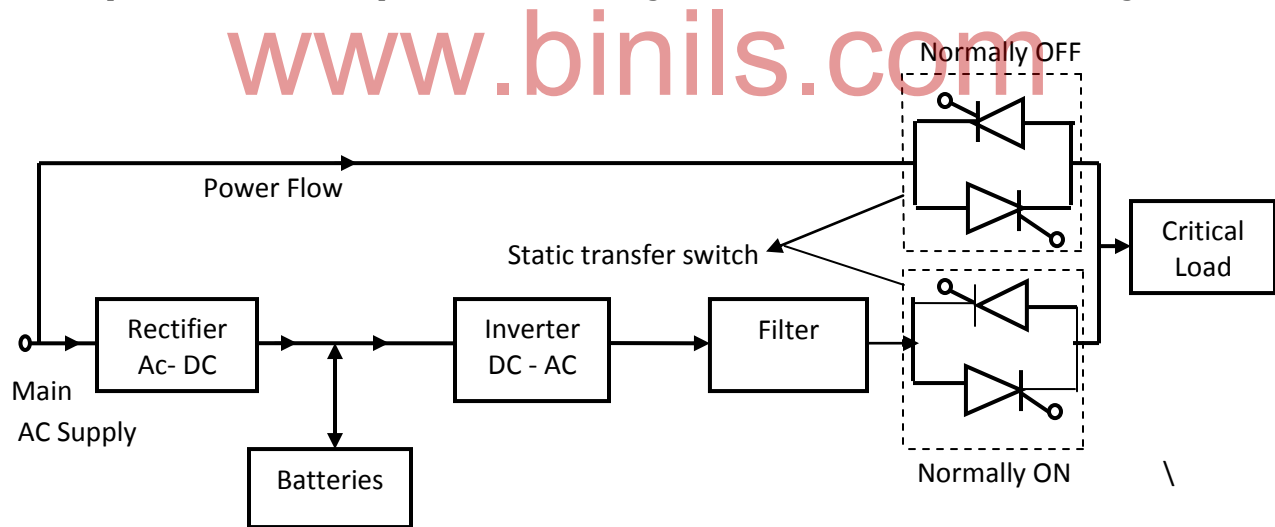 www.binils.com
Normally OFF
Power Flow
Static transfer switch
Critical
Load
Rectifier
Ac- DC
Inverter
DC - AC
Filter
Main
AC Supply
Batteries
Normally ON
\